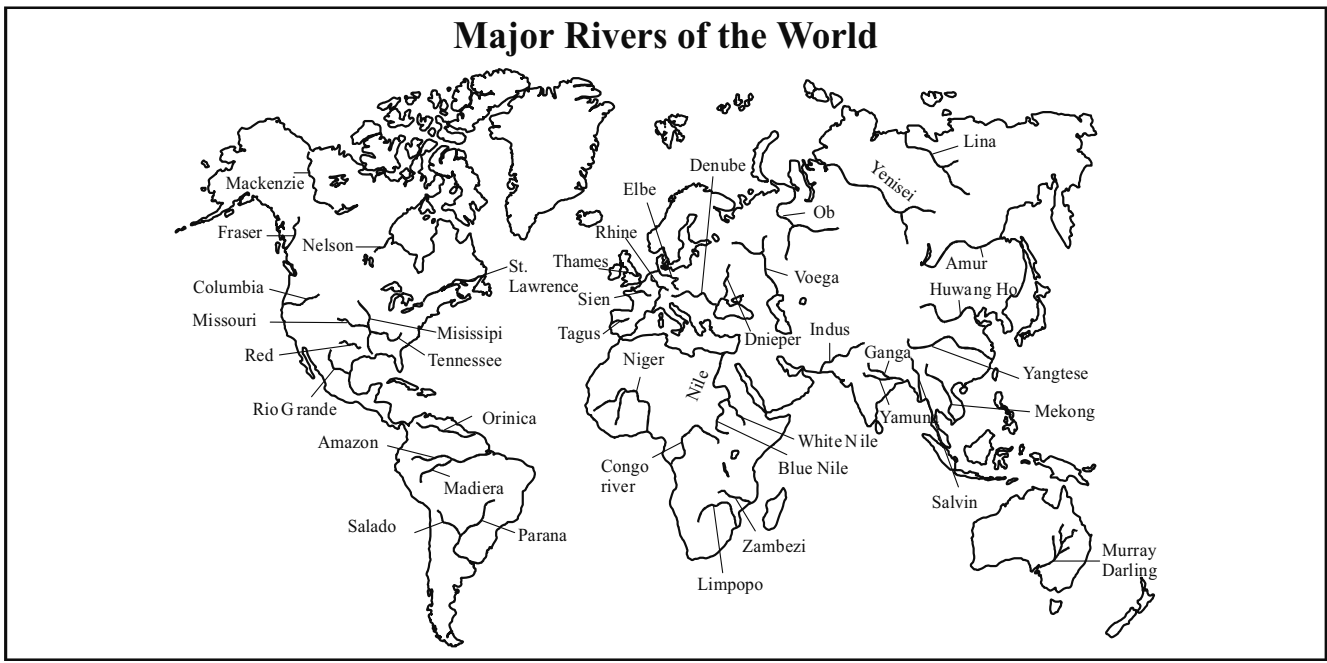 Major Rivers of the World
Lina
Denube
Mackenzie
Yenisei
Elbe
Ob
Fraser
Rhine
Nelson
Thames
Amur
St.
Lawrence
Voega
Columbia
Huwang Ho
Sien
Missouri
Misissipi
Tagus
Dnieper
Indus
Red
Tennessee
Niger
Ganga
Nile
Yangtese
Rio Grande
Orinica
Yamun
Mekong
Amazon
White Nile
Congo
river
Blue Nile
Madiera
Salvin
Salado
Parana
Zambezi
Murray
Darling
Limpopo